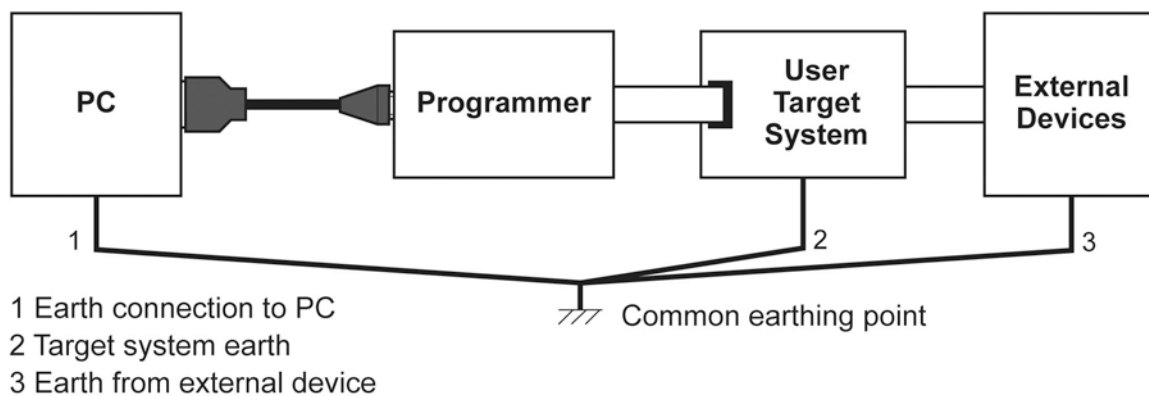 PC
Programmer
User
Target
System
External
Devices
1
2
3
Common earthing point
1 Earth connection to PC
2 Target system earth
3 Earth from external device